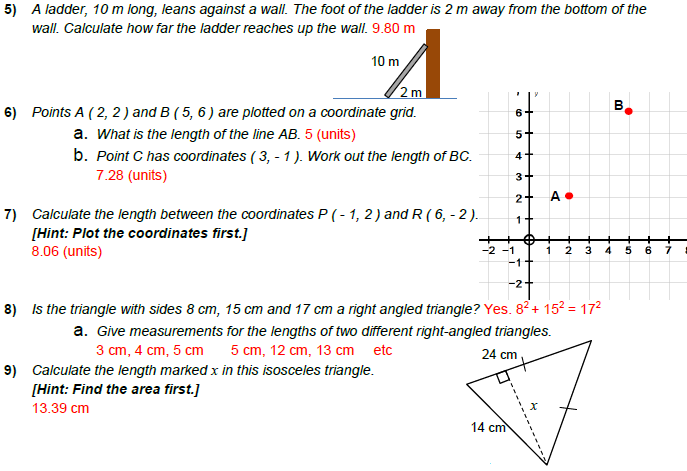 5) A ladder, 10 m long, leans against a wall. The foot of the ladder is 2 m away from the bottom of the
wall. Calculate how far the ladder reaches up the wall. 9.80 m
10 m
2 m
6) Points A ( 2, 2 ) and B ( 5, 6 ) are plotted on a coordinate grid.
a. What is the length of the line AB. 5 (units)
b. Point C has coordinates ( 3, - 1 ). Work out the length of BC.
7.28 (units)
y
6
B
5
4
3
2
A
1
-2 -1 1 2 3 4 5 6 7
-1
-2
7) Calculate the length between the coordinates P ( - 1, 2 ) and R ( 6, - 2 ).
[Hint: Plot the coordinates first.]
8.06 (units)
8) Is the triangle with sides 8 cm, 15 cm and 17 cm a right angled triangle? Yes. 8² + 15² = 17²
a. Give measurements for the lengths of two different right-angled triangles.
3 cm, 4 cm, 5 cm 5 cm, 12 cm, 13 cm etc
9) Calculate the length marked x in this isosceles triangle.
[Hint: Find the area first.]
13.39 cm
24 cm
x
14 cm